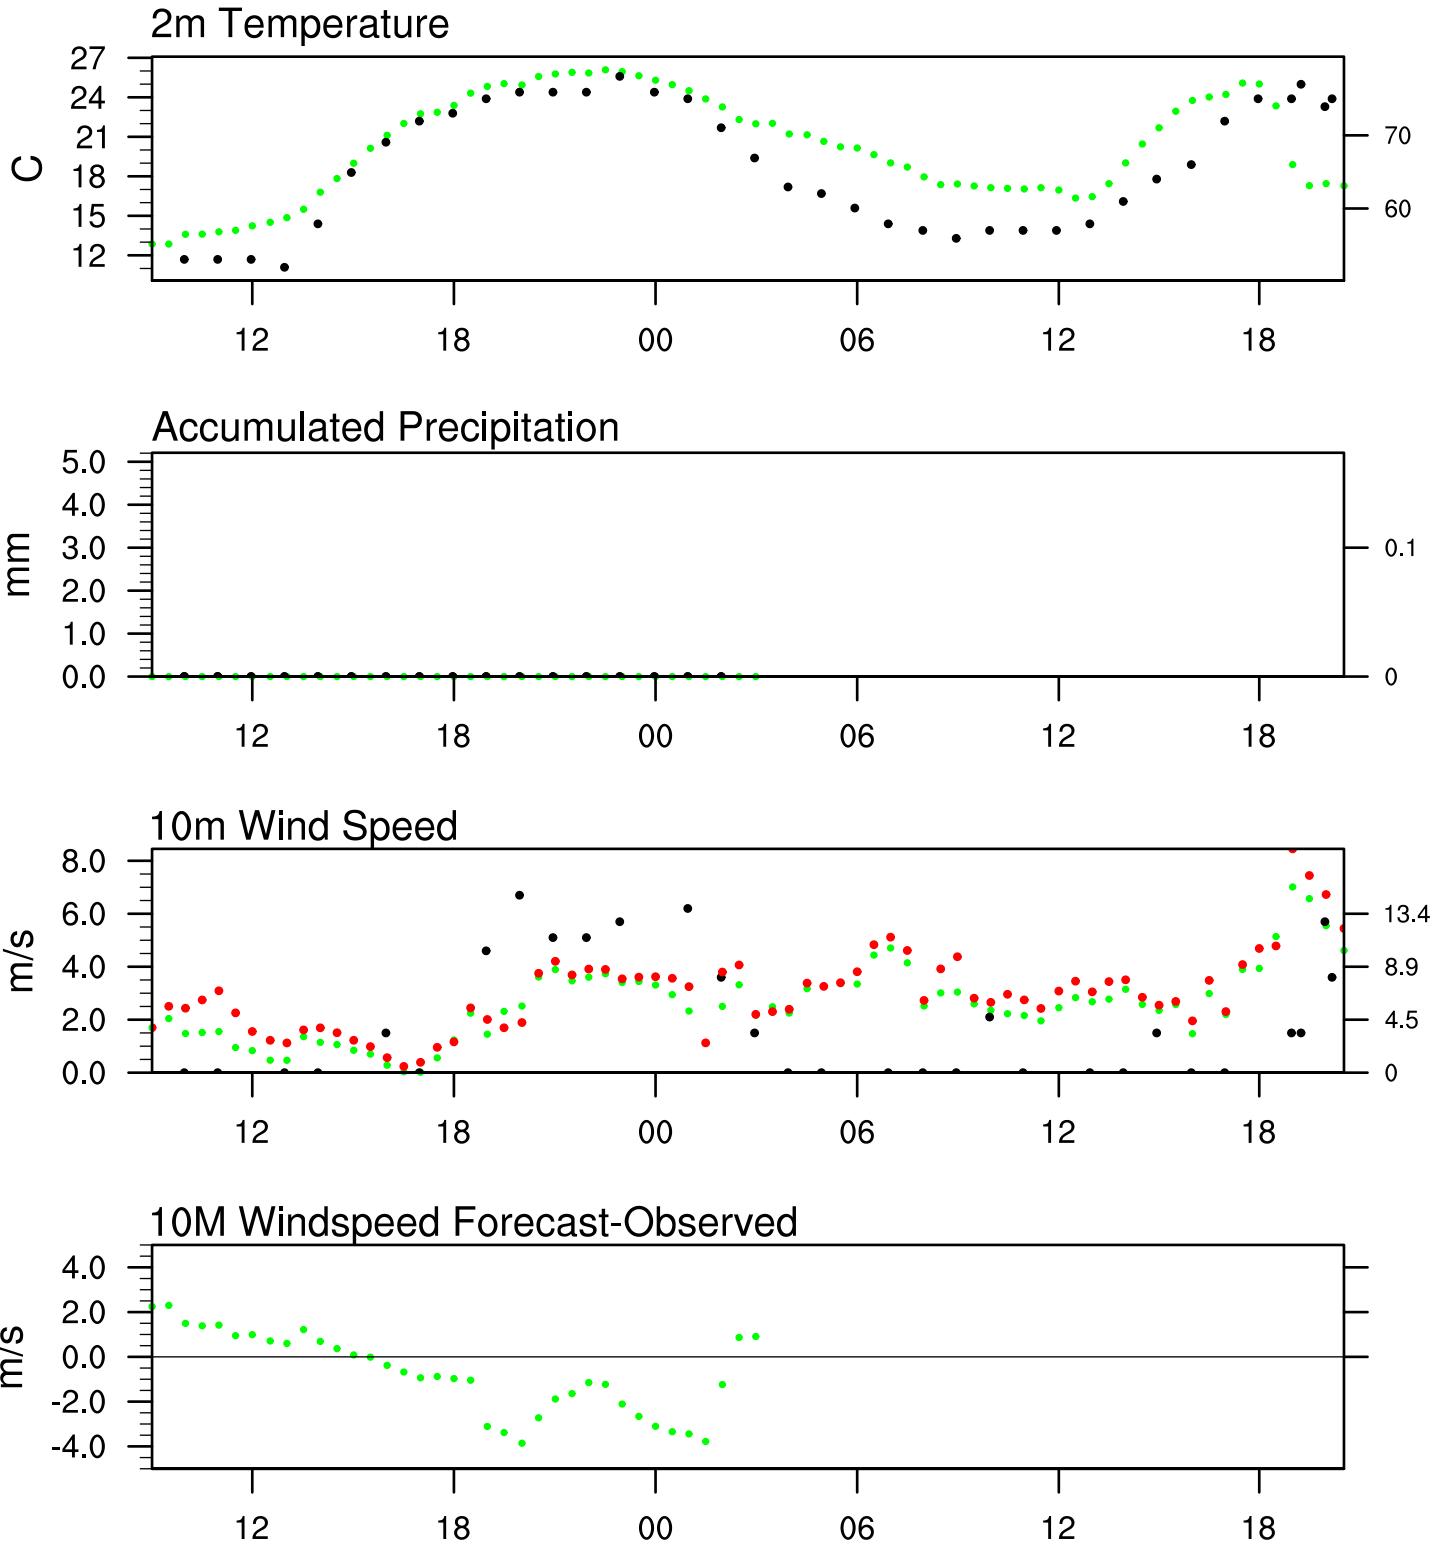 2m Temperature
27
24
21
18
15
12
C
70
60
12 18 00 06 12 18
Accumulated Precipitation
5.0
4.0
3.0
2.0
1.0
0.0
mm
0.1
0
12 18 00 06 12 18
10m Wind Speed
8.0
6.0
4.0
2.0
0.0
m/s
13.4
8.9
4.5
0
12 18 00 06 12 18
10M Windspeed Forecast-Observed
4.0
2.0
0.0
-2.0
-4.0
m/s
12 18 00 06 12 18